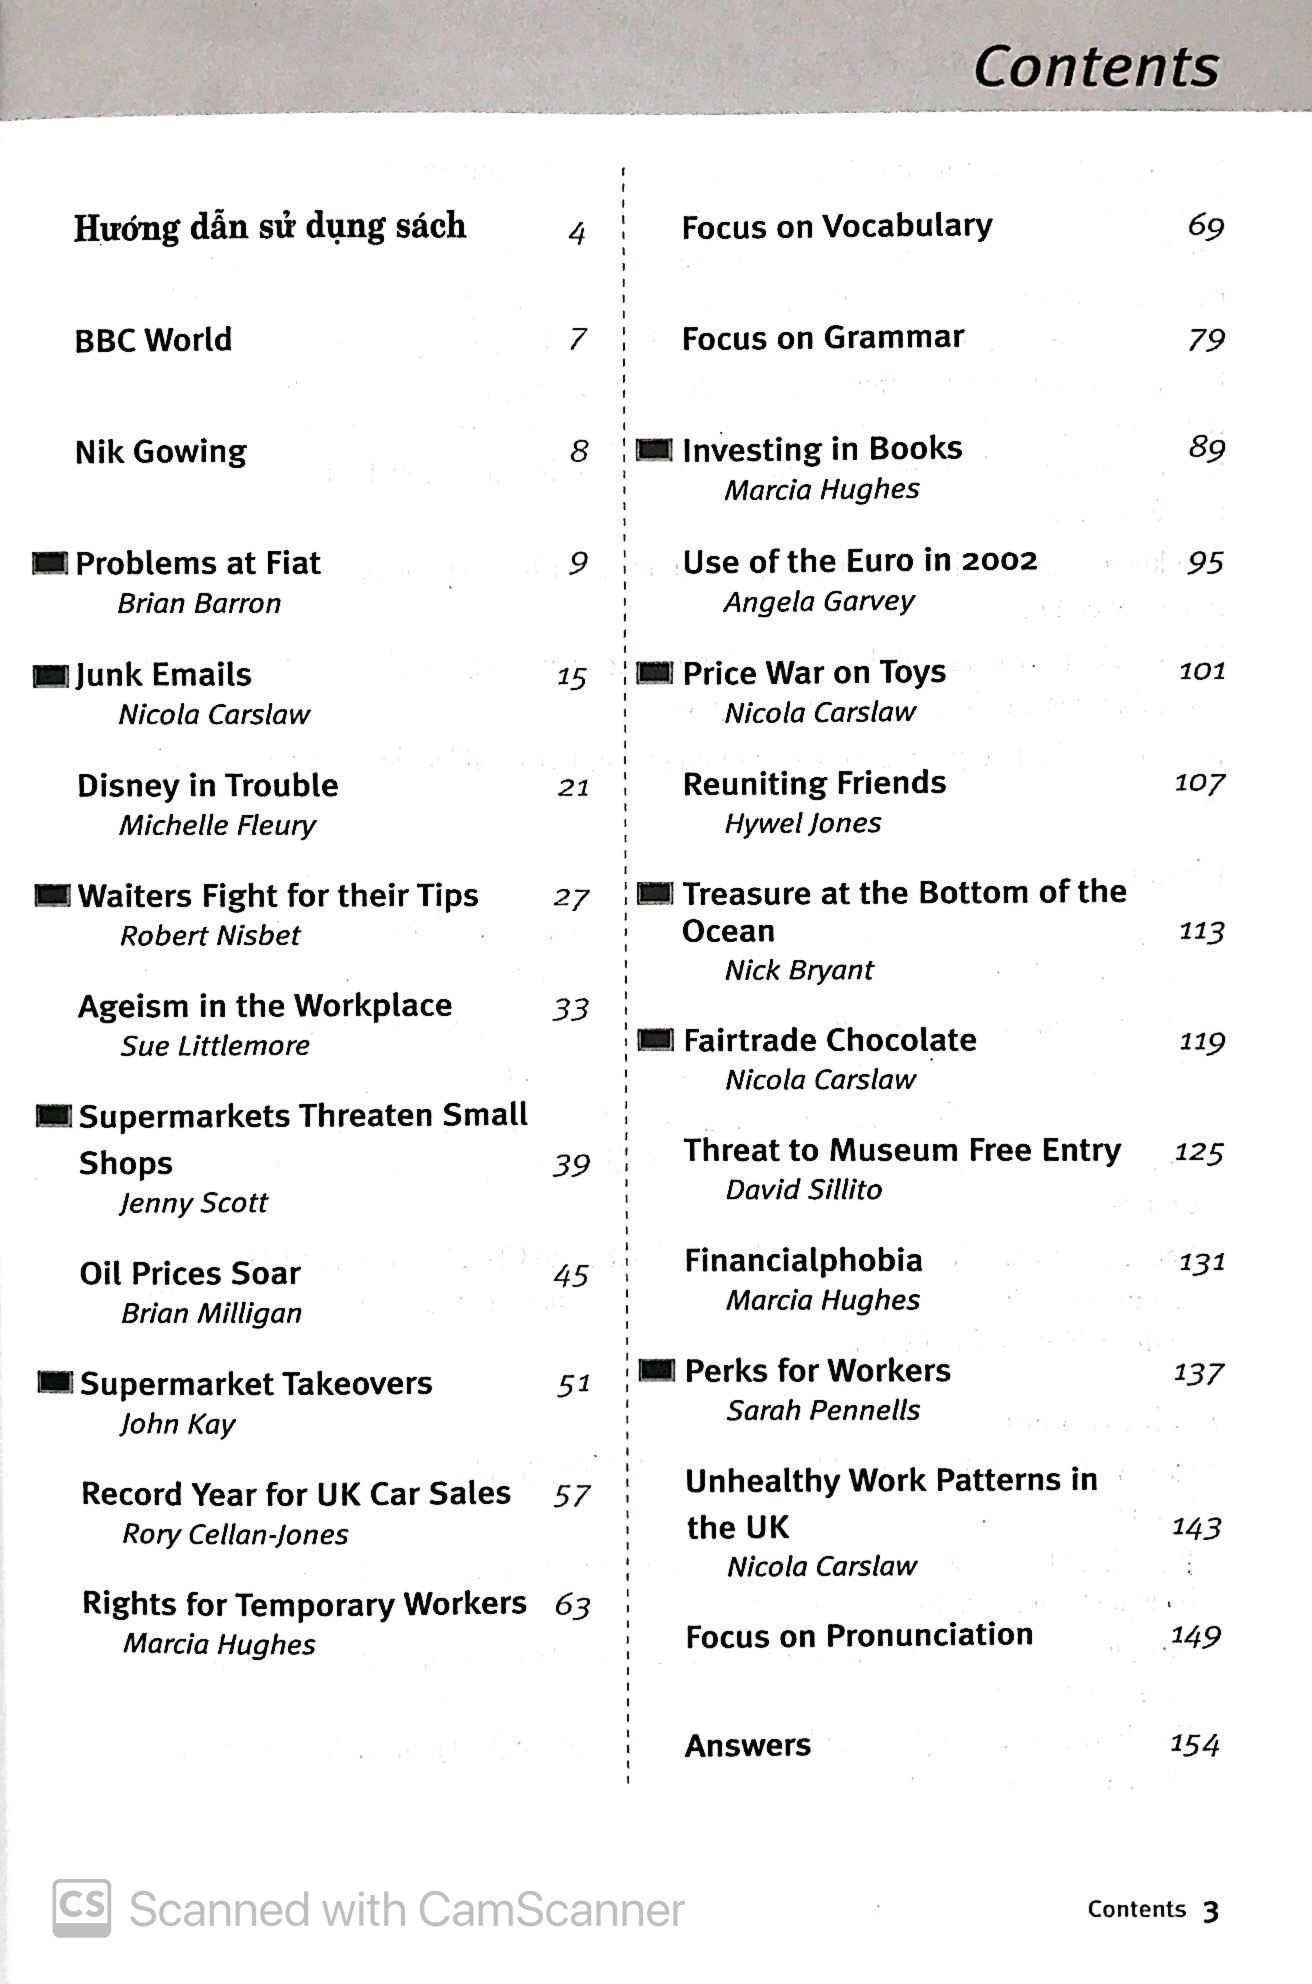 Contents
Hướng dẫn sử dụng sách 4
BBC World 7
Nik Gowing 8
Problems at Fiat 9
Brian Barron
Junk Emails 15
Nicola Carslaw
Disney in Trouble 21
Michelle Fleury
Waiters Fight for their Tips 27
Robert Nisbet
Ageism in the Workplace 33
Sue Littlemore
Supermarkets Threaten Small
Shops 39
Jenny Scott
Oil Prices Soar 45
Brian Milligan
Supermarket Takeovers 51
John Kay
Record Year for UK Car Sales 57
Rory Cellan-Jones
Rights for Temporary Workers 63
Marcia Hughes
Focus on Vocabulary 69
Focus on Grammar 79
Investing in Books 89
Marcia Hughes
Use of the Euro in 2002 95
Angela Garvey
Price War on Toys 101
Nicola Carslaw
Reuniting Friends 107
Hywel Jones
Treasure at the Bottom of the
Ocean 113
Nick Bryant
Fairtrade Chocolate 119
Nicola Carslaw
Threat to Museum Free Entry 125
David Sillito
Financialphobia 131
Marcia Hughes
Perks for Workers 137
Sarah Pennells
Unhealthy Work Patterns in
the UK 143
Nicola Carslaw
Focus on Pronunciation 149
Answers 154
CS Scanned with CamScanner
Contents 3